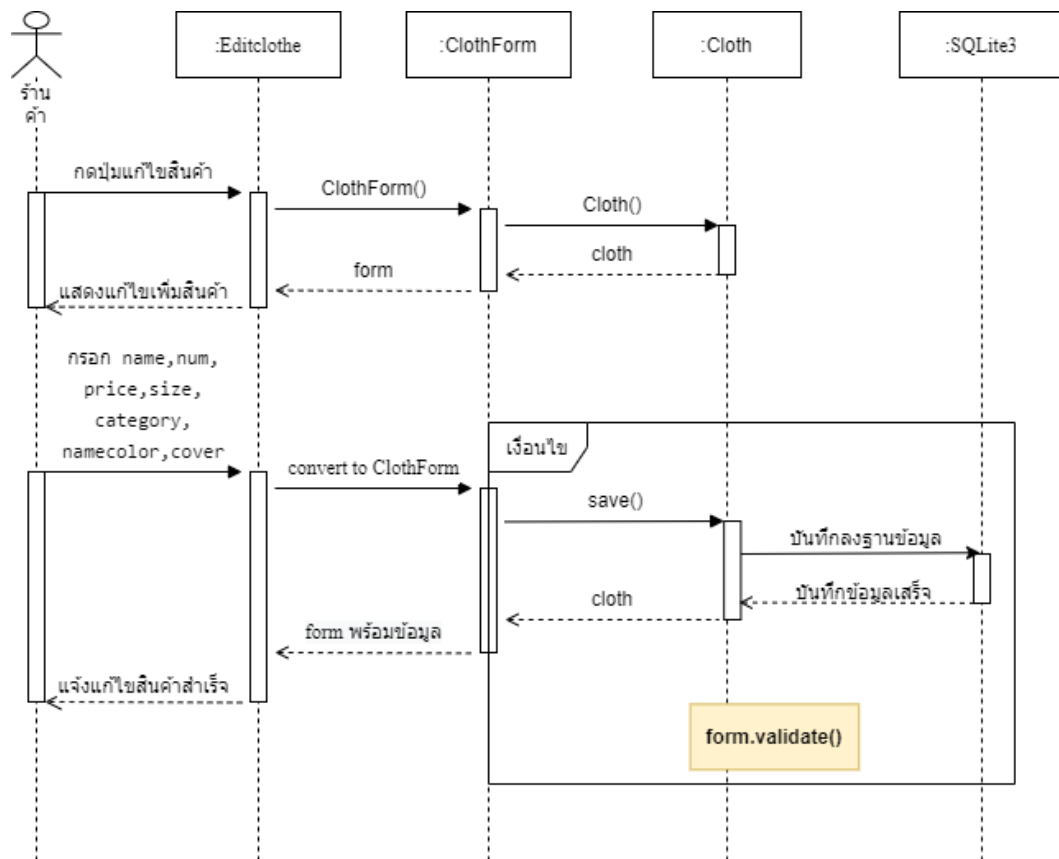 :Editclothe
:ClothForm
:Cloth
:SQLite3
ร้าน
ค้า
กดปุ่มแก้ไขสินค้า
ClothForm()
Cloth()
cloth
form
แสดงแก้ไขเพิ่มสินค้า
กรอก name,num,
price,size,
category,
namecolor,cover
เงื่อนไข
convert to ClothForm
save()
บันทึกลงฐานข้อมูล
บันทึกข้อมูลเสร็จ
cloth
form พร้อมข้อมูล
แจ้งแก้ไขสินค้าสำเร็จ
form.validate()